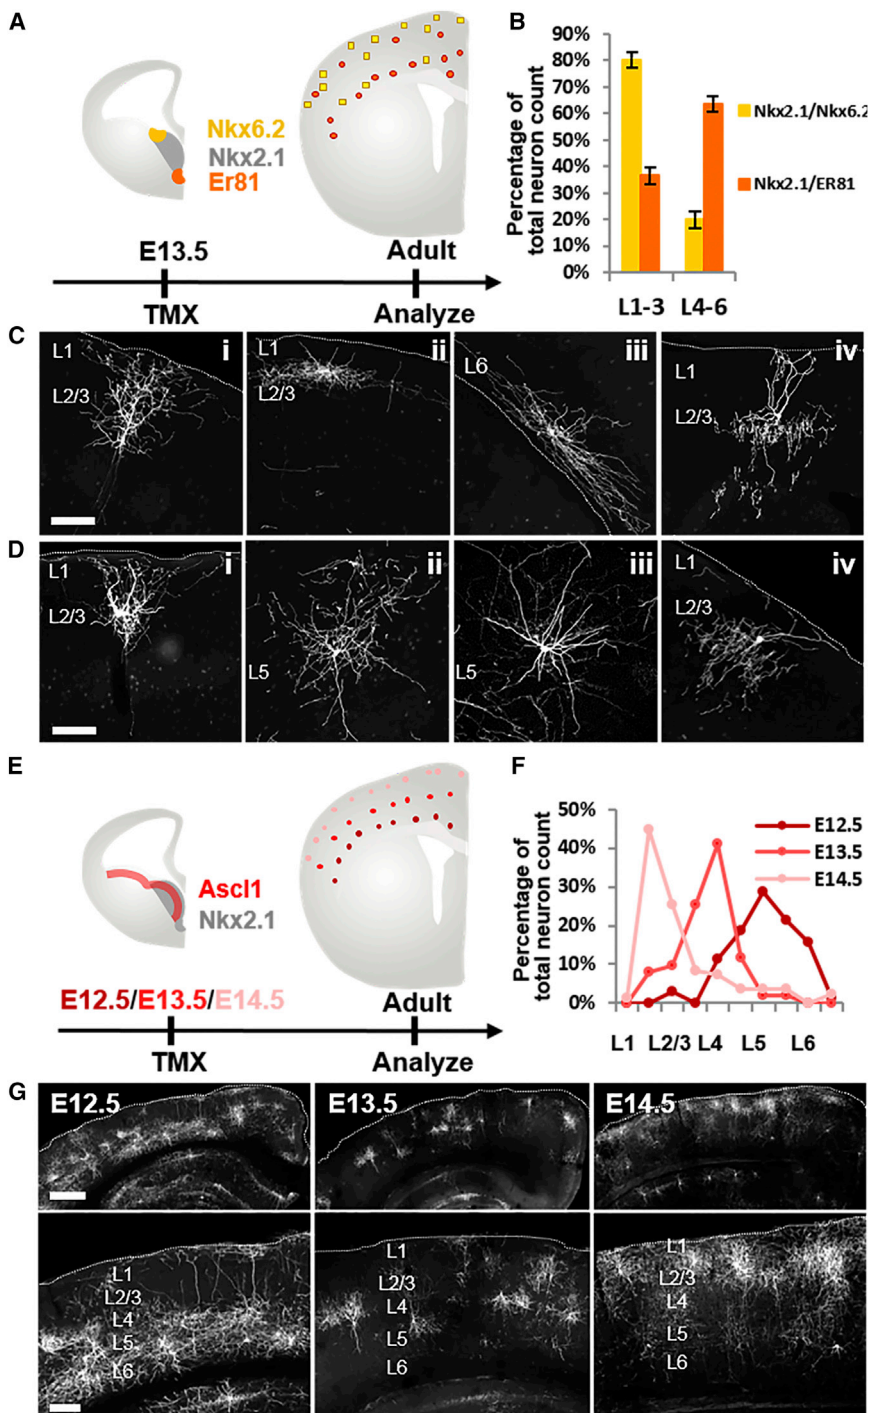 A
Nkx6.2
Nkx2.1
Er81
E13.5
Adult
TMX
Analyze
B
Percentage of
total neuron count
90%
80%
70%
60%
50%
40%
30%
20%
10%
0%
L1-3 L4-6
Nkx2.1/Nkx6.2
Nkx2.1/ER81
C
L1
L2/3
i
L1
L2/3
ii
L6
iii
L1
L2/3
iv
D
L1
L2/3
i
L5
ii
L5
iii
L1
L2/3
iv
E
Ascl1
Nkx2.1
E12.5/E13.5/E14.5
Adult
TMX
Analyze
F
Percentage of
total neuron count
50%
40%
30%
20%
10%
0%
L1 L2/3 L4 L5 L6
E12.5
E13.5
E14.5
G
E12.5
E13.5
E14.5
L1
L2/3
L4
L5
L6
L1
L2/3
L4
L5
L6
L1
L2/3
L4
L5
L6